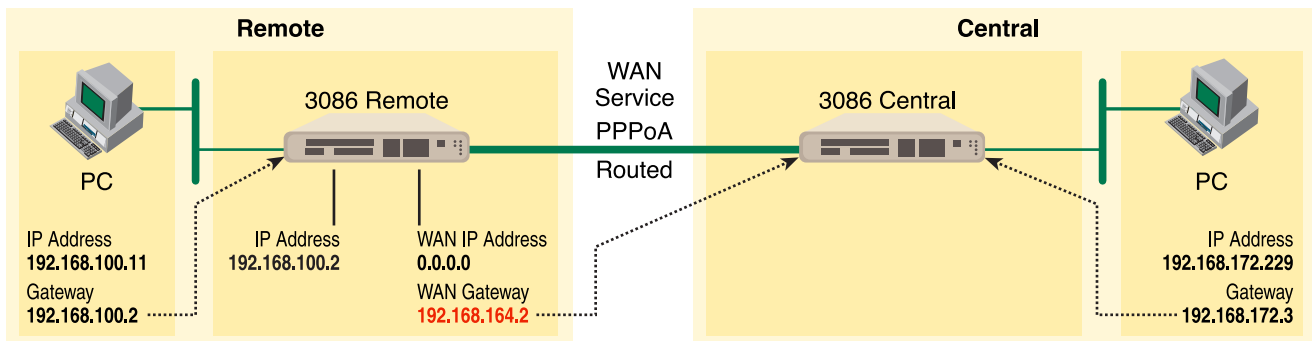 Remote
Central
3086 Remote
WAN
Service
PPPoA
Routed
3086 Central
PC
PC
IP Address
192.168.100.11
Gateway
192.168.100.2
IP Address
192.168.100.2
WAN IP Address
0.0.0.0
WAN Gateway
192.168.164.2
IP Address
192.168.172.229
Gateway
192.168.172.3